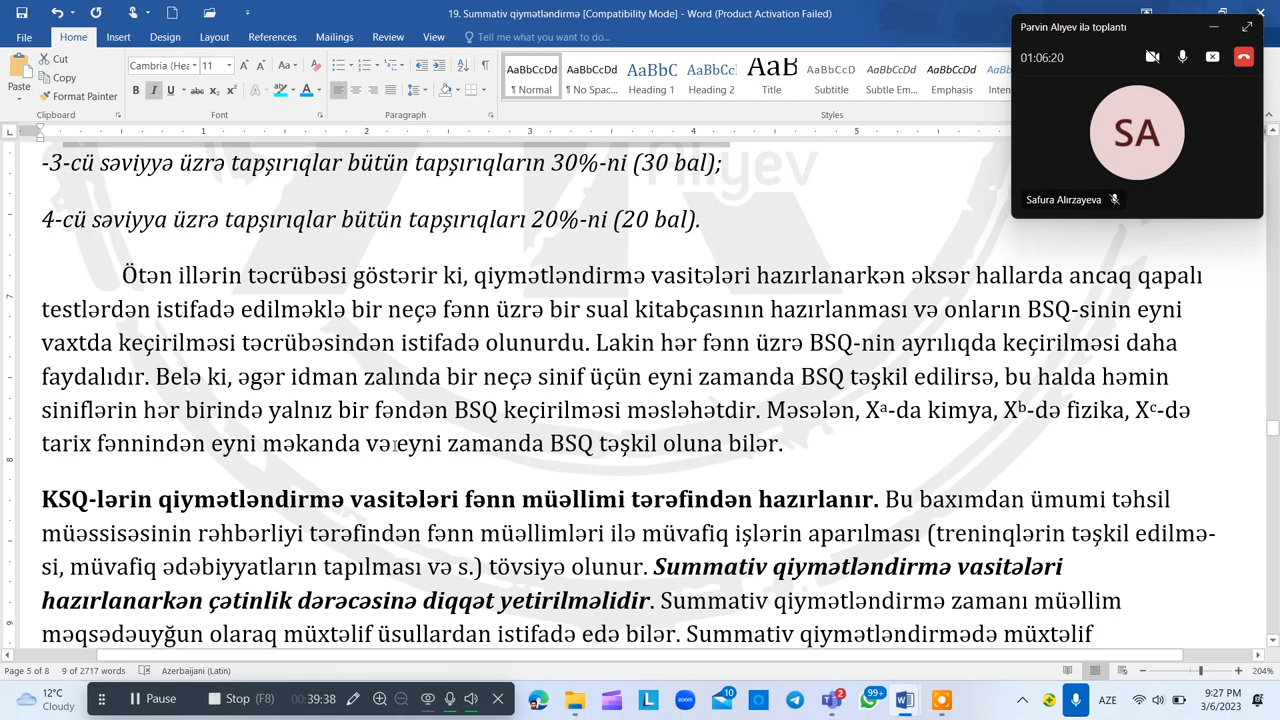 19. Summativ qiymətləndirmə [Compatibility Mode] - Word (Product Activation Failed)
File Home Insert Design Layout References Mailings Review View Tell me what you want to do...
Cut
Copy
Format Painter
Paste
Clipboard
Cambria (Hea 11
Font
Paragraph
AaBbCcDd AaBbCcDd AaBbC AaBbCc AaB AaBbCcD AaBbCcDd AaBbCcDd AaBb
¶ Normal ¶ No Spac... Heading 1 Heading 2 Title Subtitle Subtle Em... Emphasis Inten
Styles
Pərvin Alıyev ilə toplantı
01:06:20
SA
Safura Alırzayeva
1 2 3 4 5
-3-cü səviyyə üzrə tapşırıqlar bütün tapşırıqların 30%-ni (30 bal);
4-cü səviyya üzrə tapşırıqlar bütün tapşırıqları 20%-ni (20 bal).
Ötən illərin təcrübəsi göstərir ki, qiymətləndirmə vasitələri hazırlanarkən əksər hallarda ancaq qapalı
testlərdən istifadə edilməklə bir neçə fənn üzrə bir sual kitabçasının hazırlanması və onların BSQ-sinin eyni
vaxtda keçirilməsi təcrübəsindən istifadə olunurdu. Lakin hər fənn üzrə BSQ-nin ayrılıqda keçirilməsi daha
faydalıdır. Belə ki, əgər idman zalında bir neçə sinif üçün eyni zamanda BSQ təşkil edilirsə, bu halda həmin
siniflərin hər birində yalnız bir fəndən BSQ keçirilməsi məsləhətdir. Məsələn, Xᵃ-da kimya, Xᵇ-də fizika, Xᶜ-də
tarix fənnindən eyni məkanda və eyni zamanda BSQ təşkil oluna bilər.
KSQ-lərin qiymətləndirmə vasitələri fənn müəllimi tərəfindən hazırlanır. Bu baxımdan ümumi təhsil
müəssisəsinin rəhbərliyi tərəfindən fənn müəllimləri ilə müvafiq işlərin aparılması (treninqlərin təşkil edilmə-
si, müvafiq ədəbiyyatların tapılması və s.) tövsiyə olunur. Summativ qiymətləndirmə vasitələri
hazırlanarkən çətinlik dərəcəsinə diqqət yetirilməlidir. Summativ qiymətləndirmə zamanı müəllim
məqsədəuyğun olaraq müxtəlif üsullardan istifadə edə bilər. Summativ qiymətləndirmədə müxtəlif
Page 5 of 8 9 of 2717 words Azerbaijani (Latin) 204%
12°C
Cloudy
Pause Stop (F8) 00:39:38
10 2 99+
AZE
9:27 PM
3/6/2023